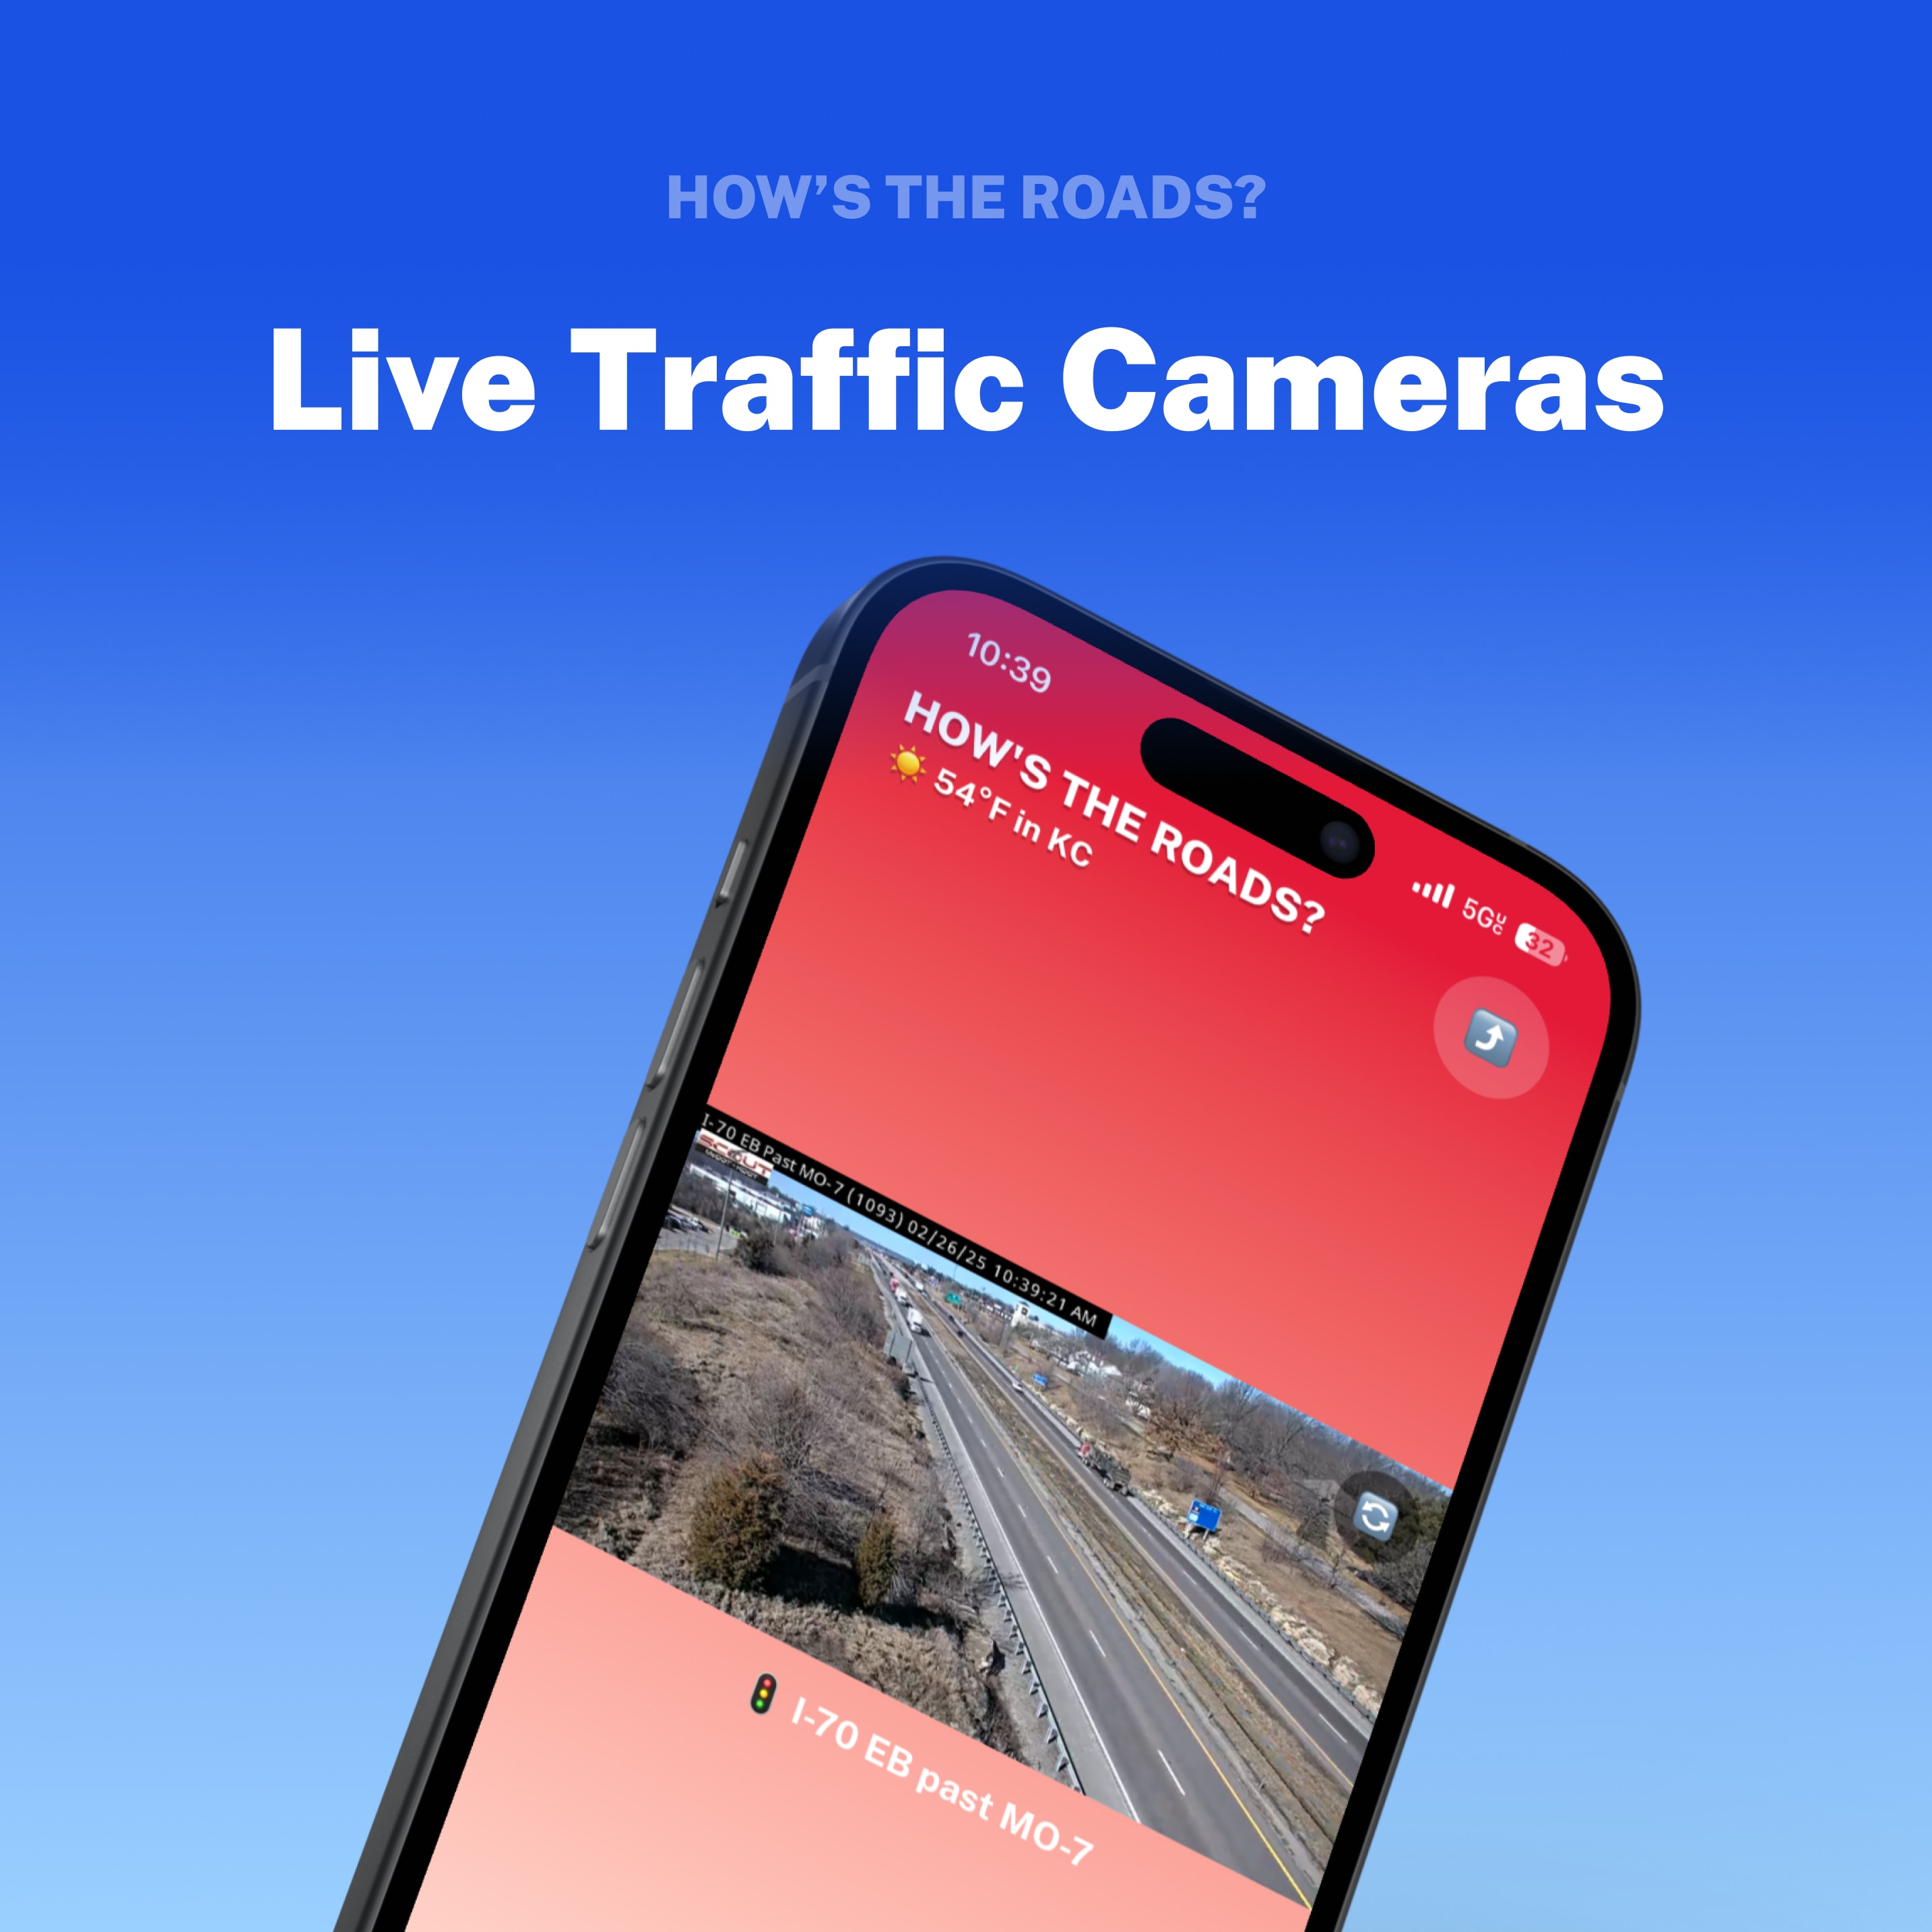 HOW’S THE ROADS?
Live Traffic Cameras
10:39
5G UC
32
HOW'S THE ROADS?
☀️ 54°F in KC
I-70 EB Past MO-7 (1093) 02/26/25 10:39:21 AM
SCOUT
🚦 I-70 EB past MO-7